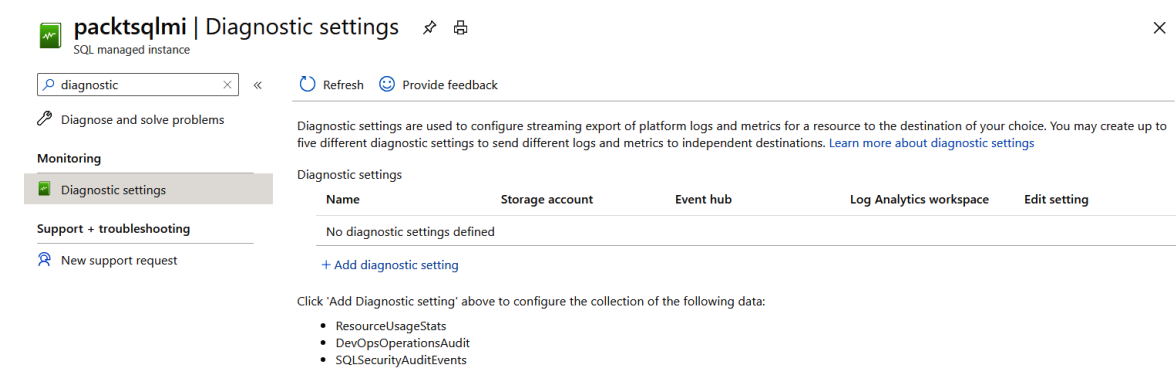 packtsqlmi | Diagnostic settings
SQL managed instance
diagnostic
Diagnose and solve problems
Monitoring
Diagnostic settings
Support + troubleshooting
New support request
Refresh
Provide feedback
Diagnostic settings are used to configure streaming export of platform logs and metrics for a resource to the destination of your choice. You may create up to
five different diagnostic settings to send different logs and metrics to independent destinations. Learn more about diagnostic settings
Diagnostic settings
Name Storage account Event hub Log Analytics workspace Edit setting
No diagnostic settings defined
+ Add diagnostic setting
Click 'Add Diagnostic setting' above to configure the collection of the following data:
• ResourceUsageStats
• DevOpsOperationsAudit
• SQLSecurityAuditEvents